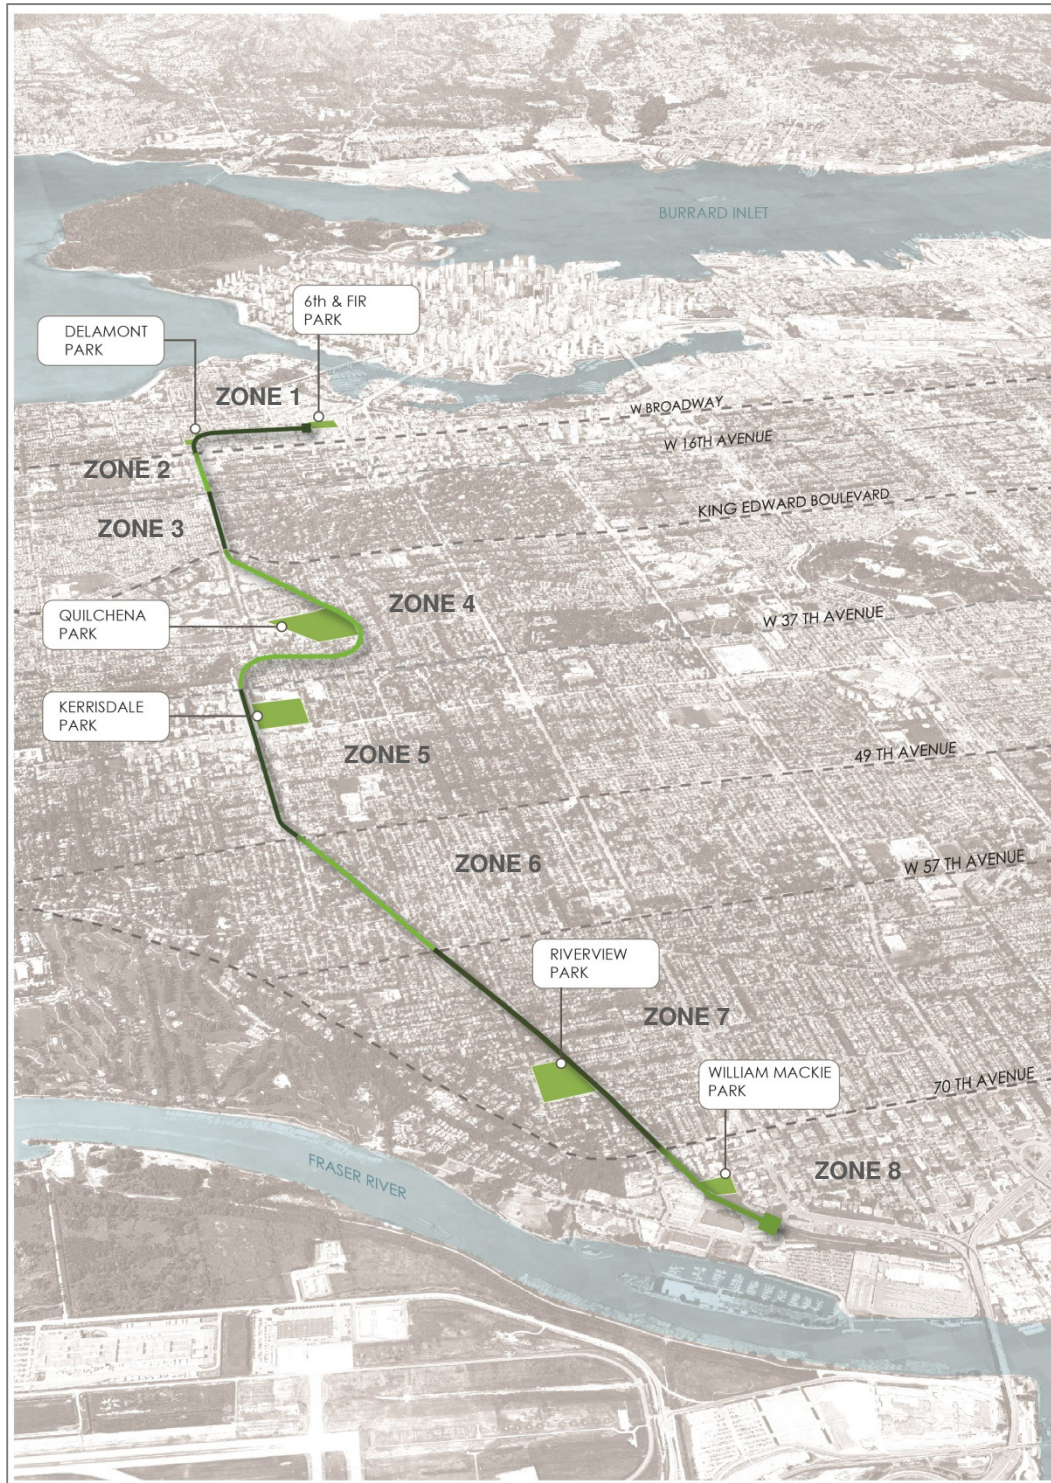 BURRARD INLET
6th & FIR
PARK
DELAMONT
PARK
ZONE 1
W BROADWAY
W 16TH AVENUE
ZONE 2
KING EDWARD BOULEVARD
ZONE 3
ZONE 4
QUILCHENA
PARK
W 37 TH AVENUE
KERRISDALE
PARK
ZONE 5
49 TH AVENUE
ZONE 6
W 57 TH AVENUE
RIVERVIEW
PARK
ZONE 7
WILLIAM MACKIE
PARK
70 TH AVENUE
FRASER RIVER
ZONE 8